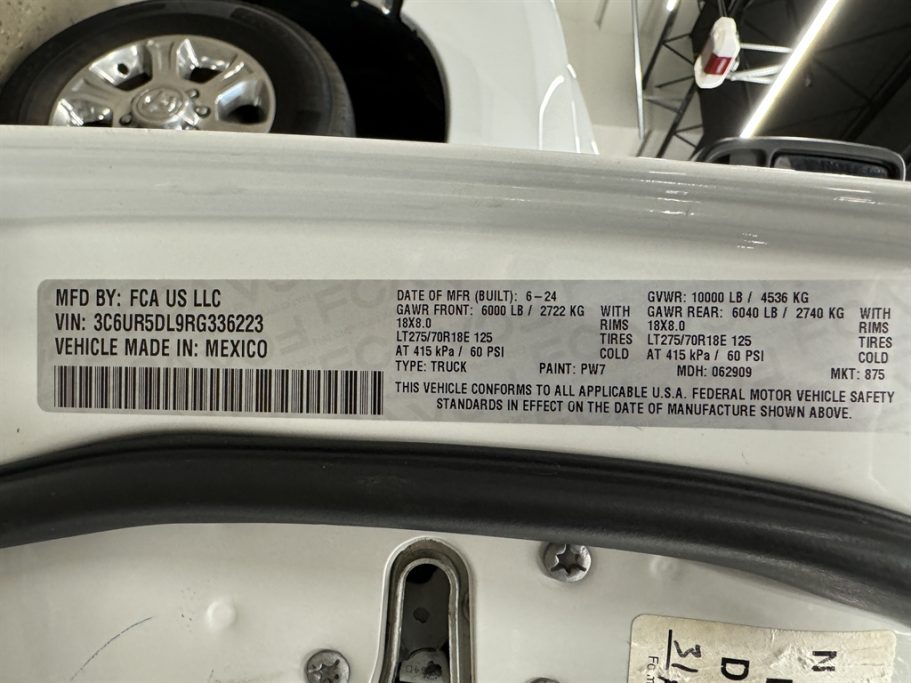 MFD BY: FCA US LLC
VIN: 3C6UR5DL9RG336223
VEHICLE MADE IN: MEXICO
DATE OF MFR (BUILT): 6-24
GAWR FRONT: 6000 LB / 2722 KG WITH
18X8.0 RIMS
LT275/70R18E 125 TIRES
AT 415 kPa / 60 PSI COLD
TYPE: TRUCK PAINT: PW7
GVWR: 10000 LB / 4536 KG
GAWR REAR: 6040 LB / 2740 KG WITH
18X8.0 RIMS
LT275/70R18E 125 TIRES
AT 415 kPa / 60 PSI COLD
MDH: 062909 MKT: 875
THIS VEHICLE CONFORMS TO ALL APPLICABLE U.S.A. FEDERAL MOTOR VEHICLE SAFETY
STANDARDS IN EFFECT ON THE DATE OF MANUFACTURE SHOWN ABOVE.
N
D
31